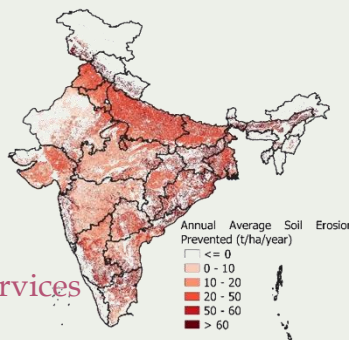 Annual Average Soil Erosion
Prevented (t/ha/year)
<= 0
0 - 10
10 - 20
20 - 50
50 - 60
> 60
rvices